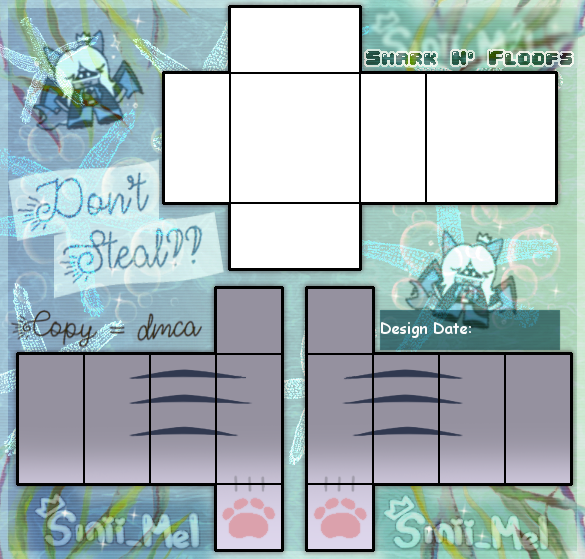 Shark N' Floofs
Don't
Steal??
Copy = dmca
Design Date:
Sinii_Mel
Sinii_Mel